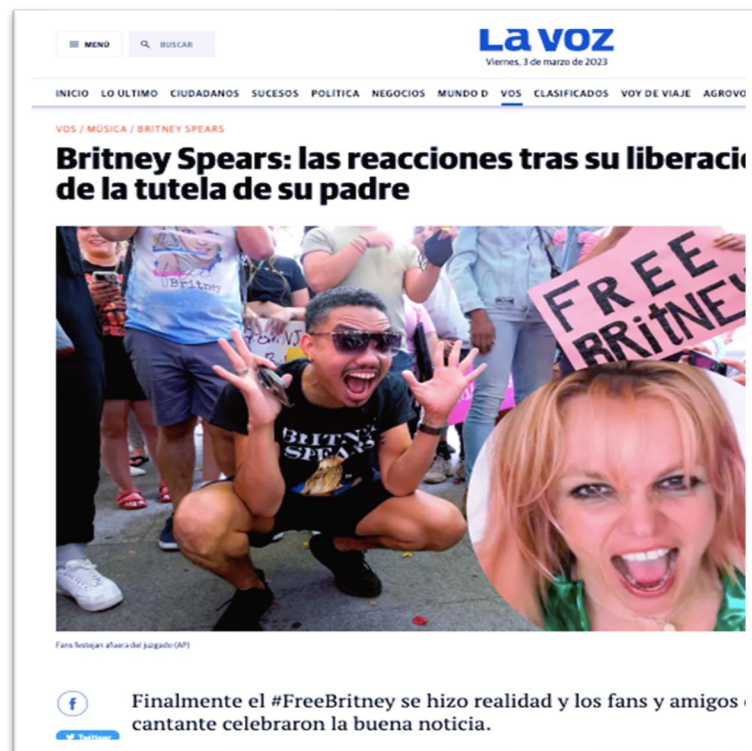 MENÚ
BUSCAR
La VOZ
Viernes, 3 de marzo de 2023
INICIO LO ÚLTIMO CIUDADANOS SUCESOS POLÍTICA NEGOCIOS MUNDO D VOS CLASIFICADOS VOY DE VIAJE AGROVO
VOS / MÚSICA / BRITNEY SPEARS
Britney Spears: las reacciones tras su liberació
de la tutela de su padre
UBritney
FREE
BRiTNEY
BRITNEY
SPEARS
Fans festejan afuera del juzgado (AP)
f
Finalmente el #FreeBritney se hizo realidad y los fans y amigos
cantante celebraron la buena noticia.
Twittear